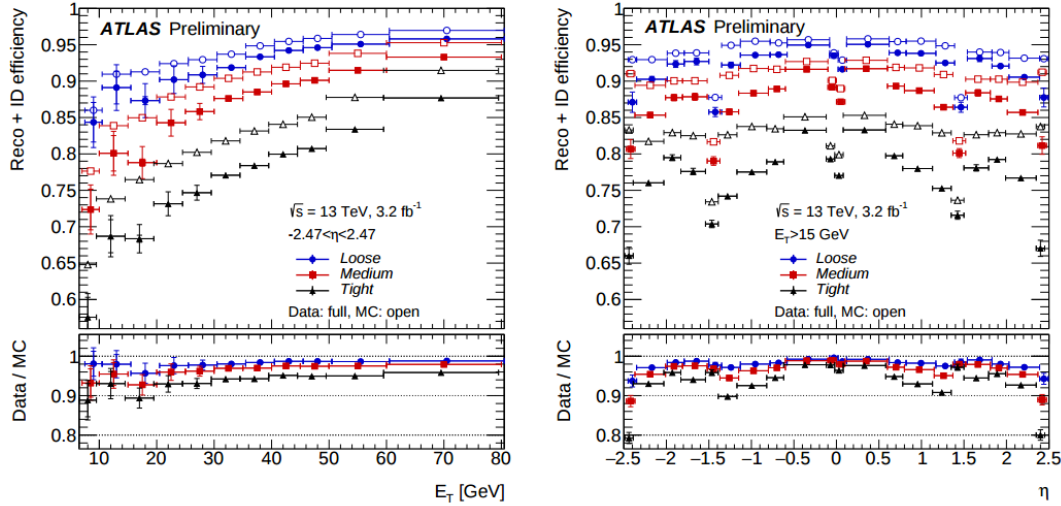 Reco + ID efficiency
1
0.95
0.9
0.85
0.8
0.75
0.7
0.65
0.6
ATLAS Preliminary
√s = 13 TeV, 3.2 fb⁻¹
-2.47<η<2.47
Loose
Medium
Tight
Data: full, MC: open
Data / MC
1
0.9
0.8
10 20 30 40 50 60 70 80
E_T [GeV]
Reco + ID efficiency
1
0.95
0.9
0.85
0.8
0.75
0.7
0.65
0.6
ATLAS Preliminary
√s = 13 TeV, 3.2 fb⁻¹
E_T>15 GeV
Loose
Medium
Tight
Data: full, MC: open
Data / MC
1
0.9
0.8
−2.5 −2 −1.5 −1 −0.5 0 0.5 1 1.5 2 2.5
η